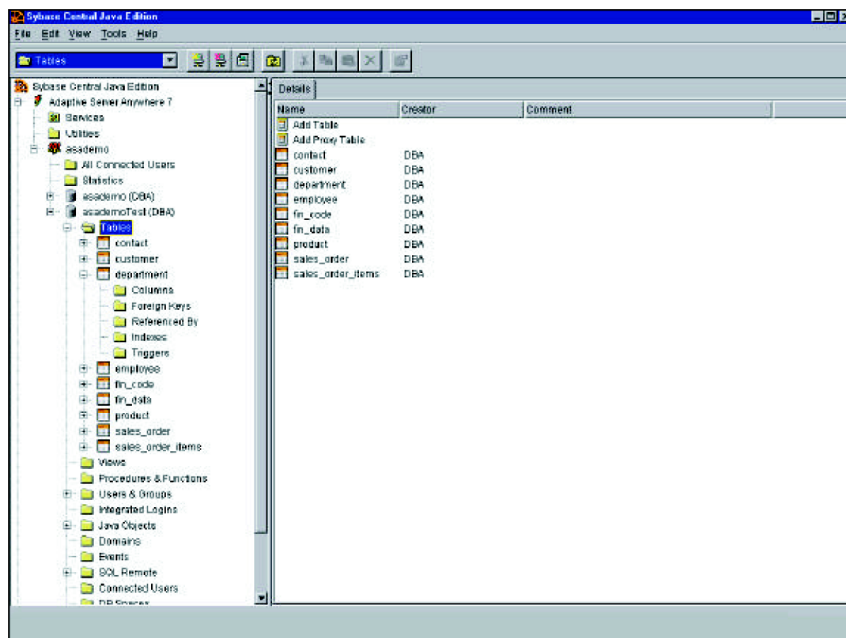 Sybase Central Java Edition
File Edit View Tools Help
Tables
Sybase Central Java Edition
Adaptive Server Anywhere 7
Services
Utilities
asademo
All Connected Users
Statistics
asademo (DBA)
asademoTest (DBA)
Tables
contact
customer
department
Columns
Foreign Keys
Referenced By
Indexes
Triggers
employee
fin_code
fin_data
product
sales_order
sales_order_items
Views
Procedures & Functions
Users & Groups
Integrated Logins
Java Objects
Domains
Events
SQL Remote
Connected Users
DB Spaces
Details
Name Creator Comment
Add Table
Add Proxy Table
contact DBA
customer DBA
department DBA
employee DBA
fin_code DBA
fin_data DBA
product DBA
sales_order DBA
sales_order_items DBA